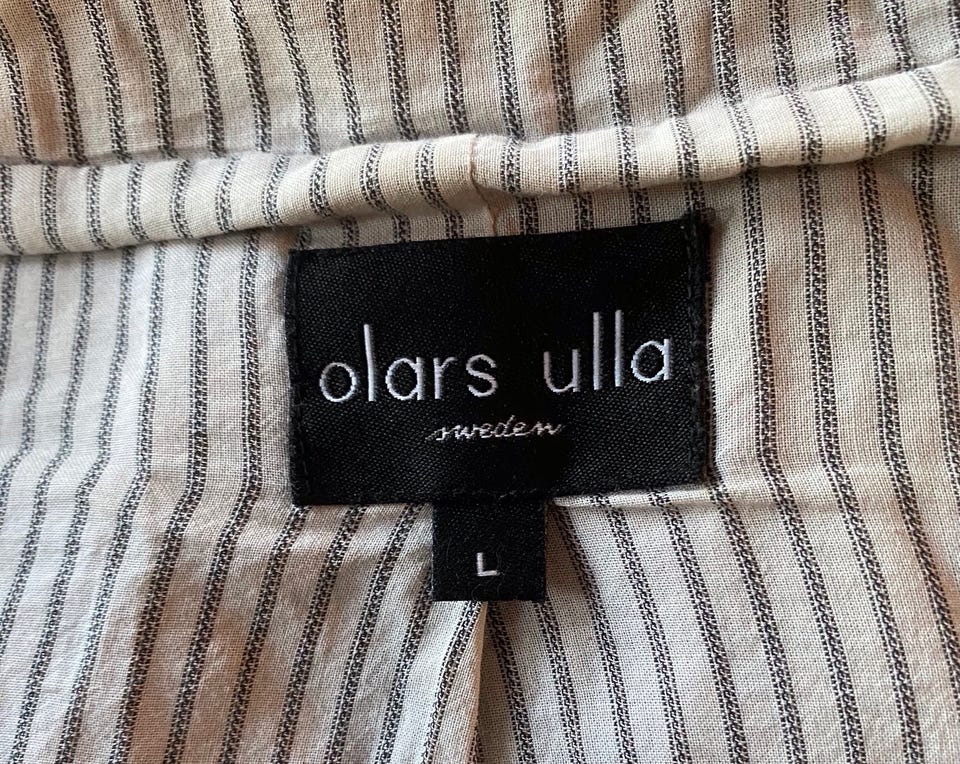 olars ulla
sweden
L